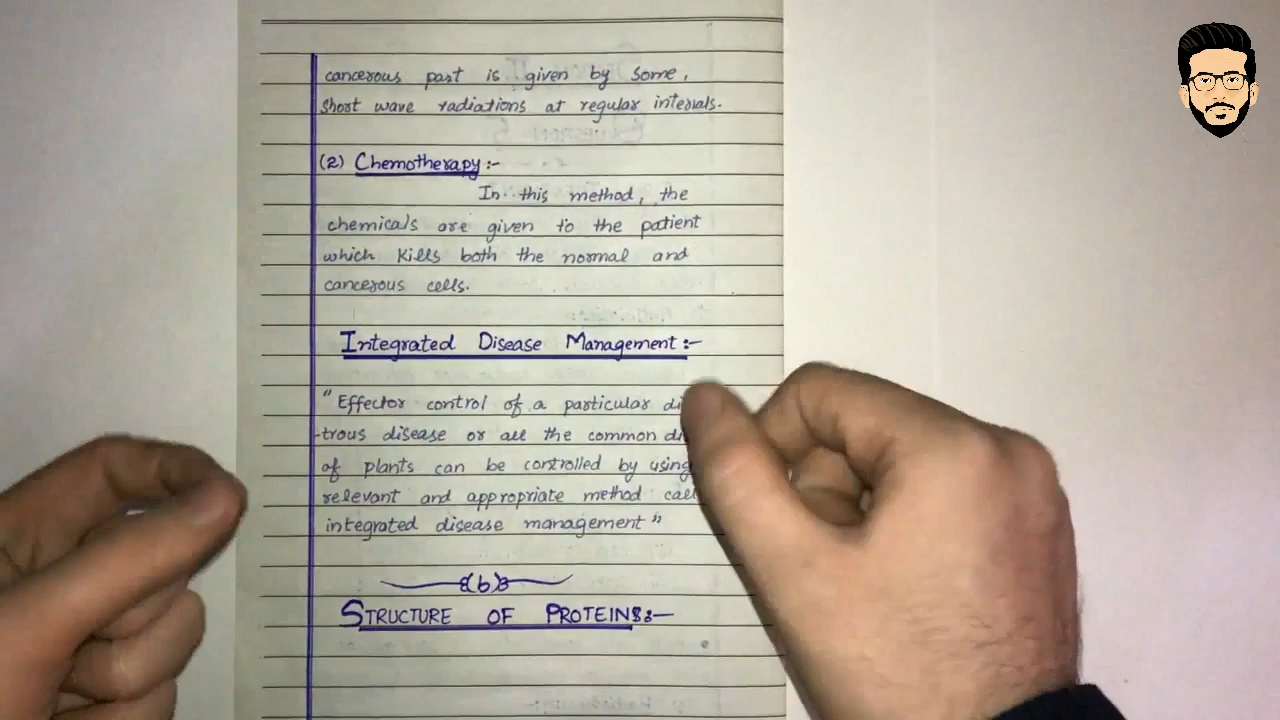 cancerous part is given by some,
short wave radiations at regular intervals.
(2) Chemotherapy :-
In this method, the
chemicals are given to the patient
which kills both the normal and
cancerous cells.
Integrated Disease Management :-
"Effector control of a particular
-trous disease or all the common
of plants can be controlled by using
relevant and appropriate method
integrated disease management"
(b)
STRUCTURE OF PROTEINS:-